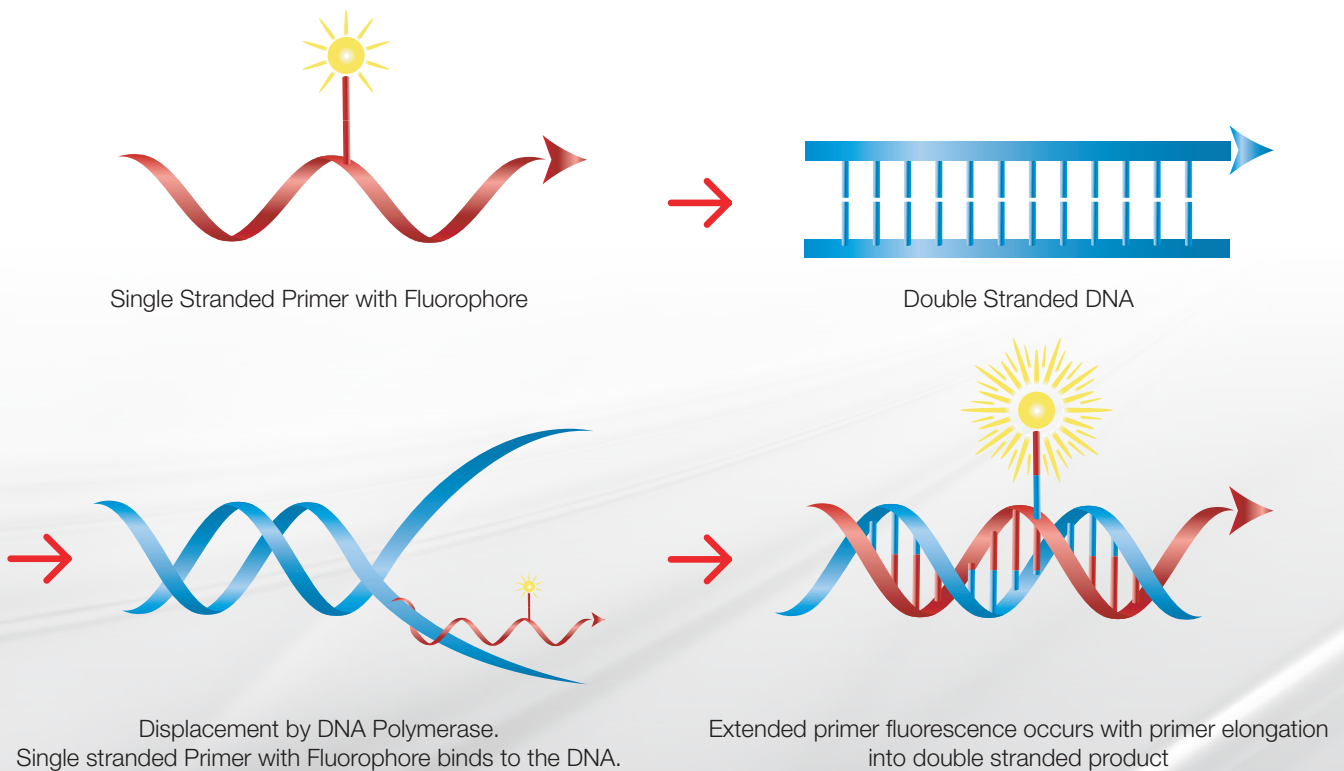 Single Stranded Primer with Fluorophore
Double Stranded DNA
Displacement by DNA Polymerase.
Single stranded Primer with Fluorophore binds to the DNA.
Extended primer fluorescence occurs with primer elongation
into double stranded product